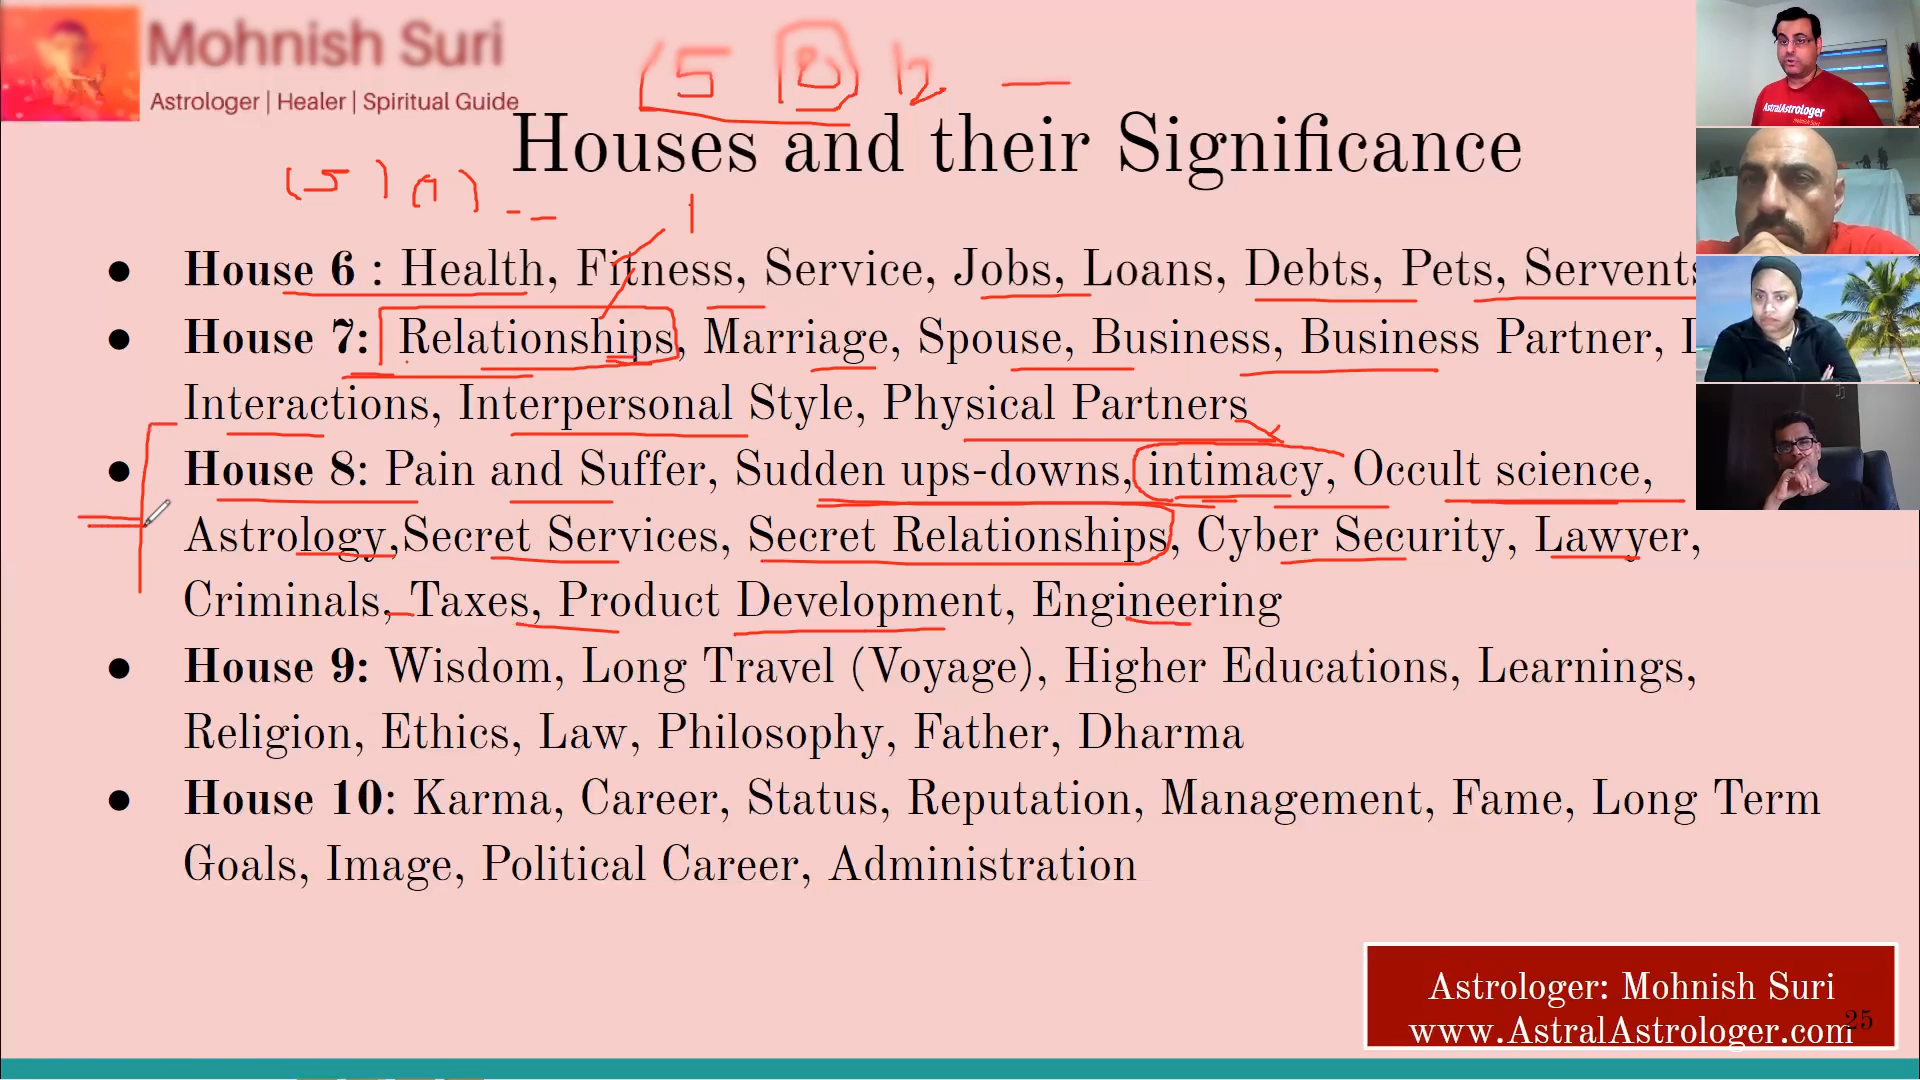 Mohnish Suri
Astrologer | Healer | Spiritual Guide
(5 8 12
Houses and their Significance
(5)
1
House 6 : Health, Fitness, Service, Jobs, Loans, Debts, Pets, Servents
House 7: Relationships, Marriage, Spouse, Business, Business Partner,
Interactions, Interpersonal Style, Physical Partners
House 8: Pain and Suffer, Sudden ups-downs, intimacy, Occult science,
Astrology,Secret Services, Secret Relationships, Cyber Security, Lawyer,
Criminals, Taxes, Product Development, Engineering
House 9: Wisdom, Long Travel (Voyage), Higher Educations, Learnings,
Religion, Ethics, Law, Philosophy, Father, Dharma
House 10: Karma, Career, Status, Reputation, Management, Fame, Long Term
Goals, Image, Political Career, Administration
AstralAstrologer
Astrologer: Mohnish Suri
www.AstralAstrologer.com
25